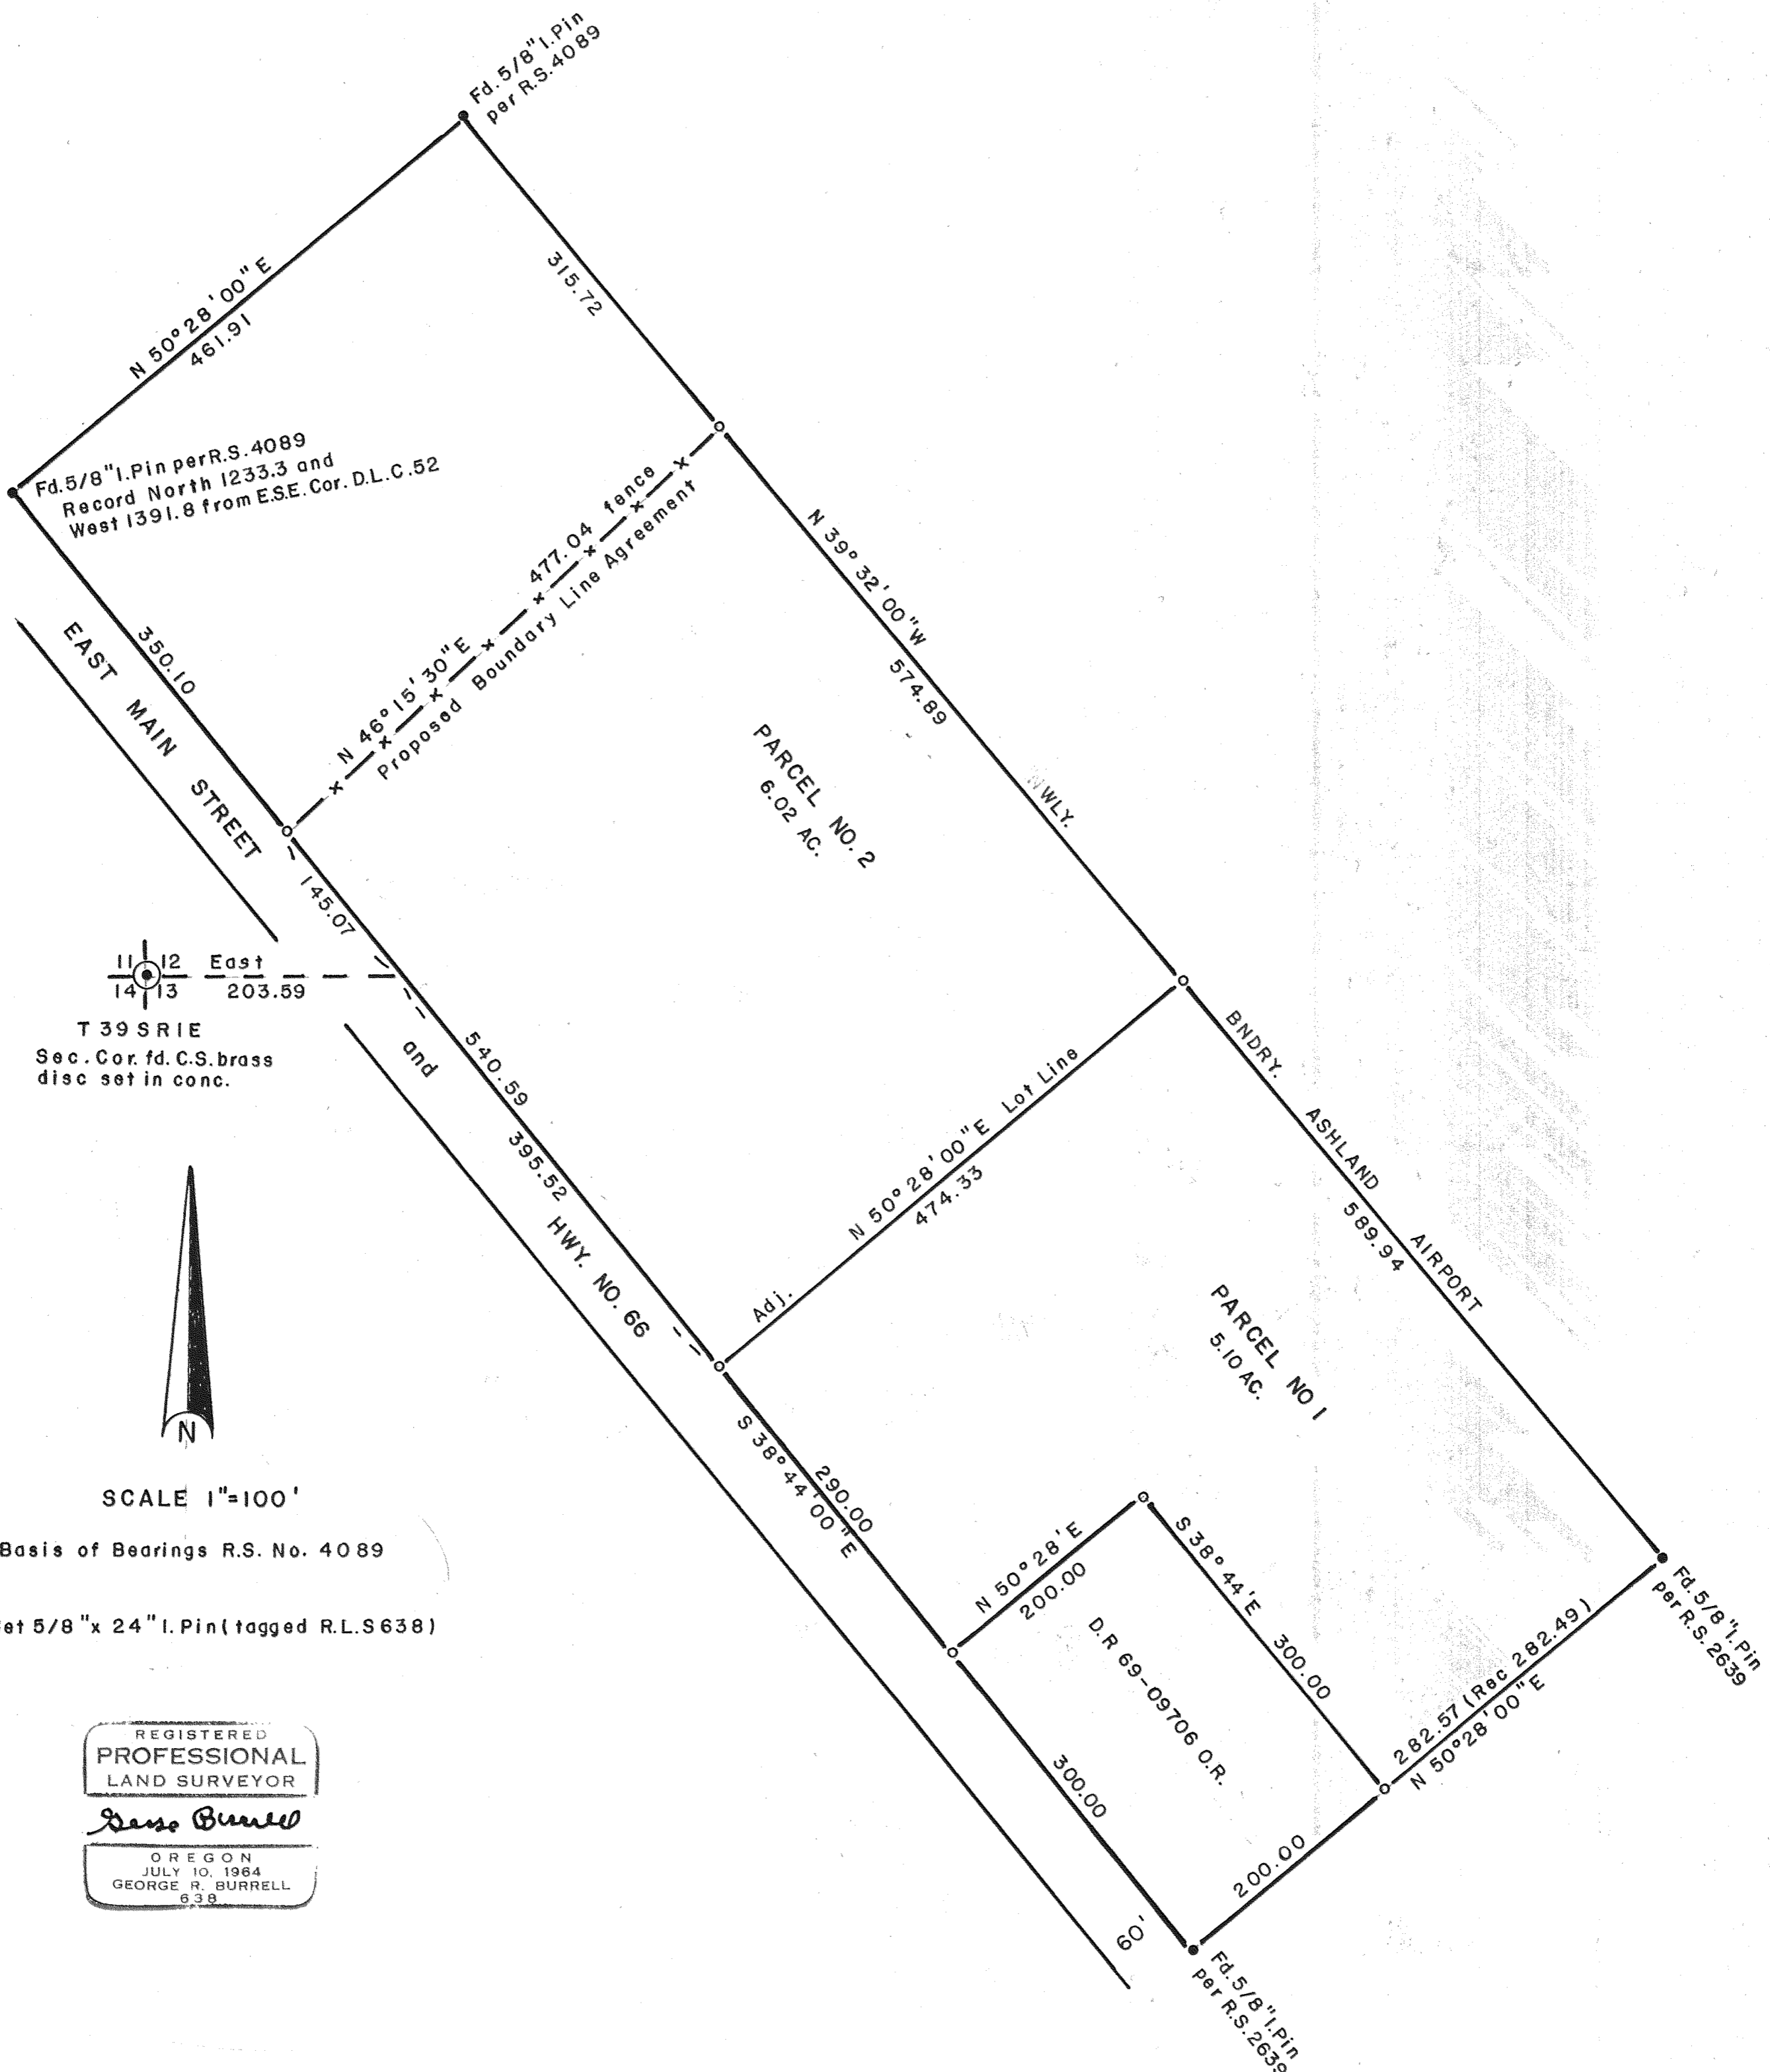 Fd. 5/8" I. Pin
per R.S. 4089
N 50° 28' 00" E
461.91
315.72
Fd. 5/8" I. Pin per R.S. 4089
Record North 1233.3 and
West 1391.8 from E.S.E. Cor. D.L.C. 52
350.10
EAST MAIN STREET
477.04 fence
N 46° 15' 30" E
Proposed Boundary Line Agreement
N 39° 32' 00" W
574.89
NWLY.
PARCEL NO. 2
6.02 AC.
145.07
11 12
14 13
East
203.59
T 39 S R 1 E
Sec. Cor. fd. C.S. brass
disc set in conc.
and
540.59
395.52
HWY. NO. 66
Adj.
N 50° 28' 00" E Lot Line
474.33
BNDRY.
ASHLAND
AIRPORT
589.94
PARCEL NO 1
5.10 AC.
N
SCALE 1"=100'
Basis of Bearings R.S. No. 4089
et 5/8" x 24" I. Pin (tagged R.L.S 638)
S 38° 44' 00" E
290.00
N 50° 28' E
200.00
S 38° 44' E
300.00
D.R 69-09706 O.R.
300.00
200.00
282.57 (Rec 282.49)
N 50° 28' 00" E
Fd. 5/8" I. Pin
per R.S. 2639
60'
Fd. 5/8" I. Pin
per R.S. 2639
REGISTERED
PROFESSIONAL
LAND SURVEYOR
OREGON
JULY 10, 1964
GEORGE R. BURRELL
638